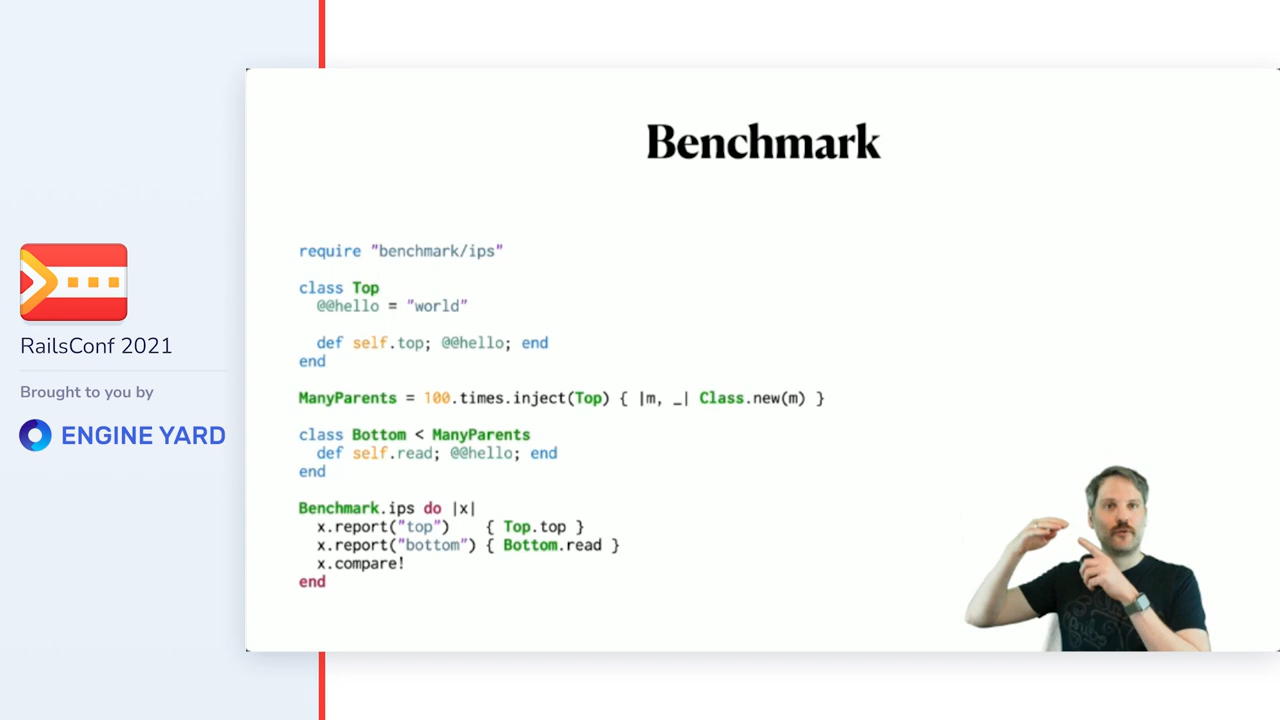 RailsConf 2021
Brought to you by
ENGINE YARD
Benchmark
require "benchmark/ips"
class Top
  @@hello = "world"
  def self.top; @@hello; end
end
ManyParents = 100.times.inject(Top) { |m, _| Class.new(m) }
class Bottom < ManyParents
  def self.read; @@hello; end
end
Benchmark.ips do |x|
  x.report("top")    { Top.top }
  x.report("bottom") { Bottom.read }
  x.compare!
end